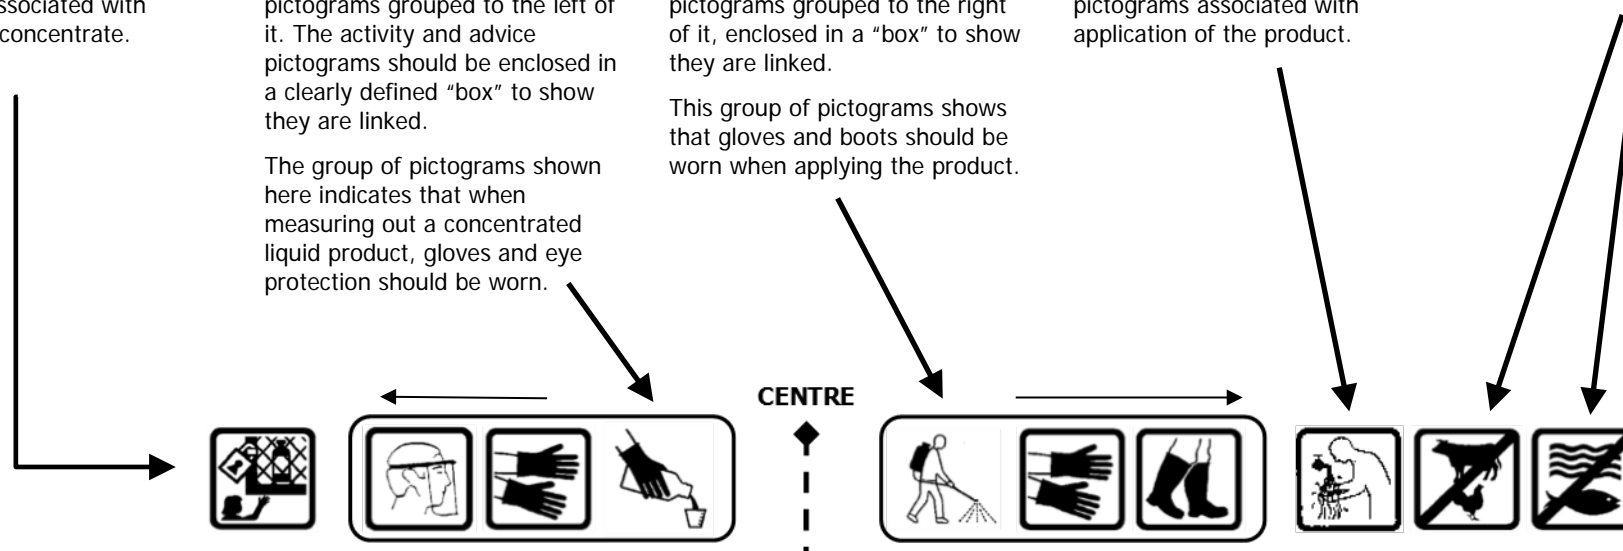 ssociated with
concentrate.
pictograms grouped to the left of
it. The activity and advice
pictograms should be enclosed in
a clearly defined “box” to show
they are linked.
The group of pictograms shown
here indicates that when
measuring out a concentrated
liquid product, gloves and eye
protection should be worn.
pictograms grouped to the right
of it, enclosed in a “box” to show
they are linked.
This group of pictograms shows
that gloves and boots should be
worn when applying the product.
pictograms associated with
application of the product.
CENTRE